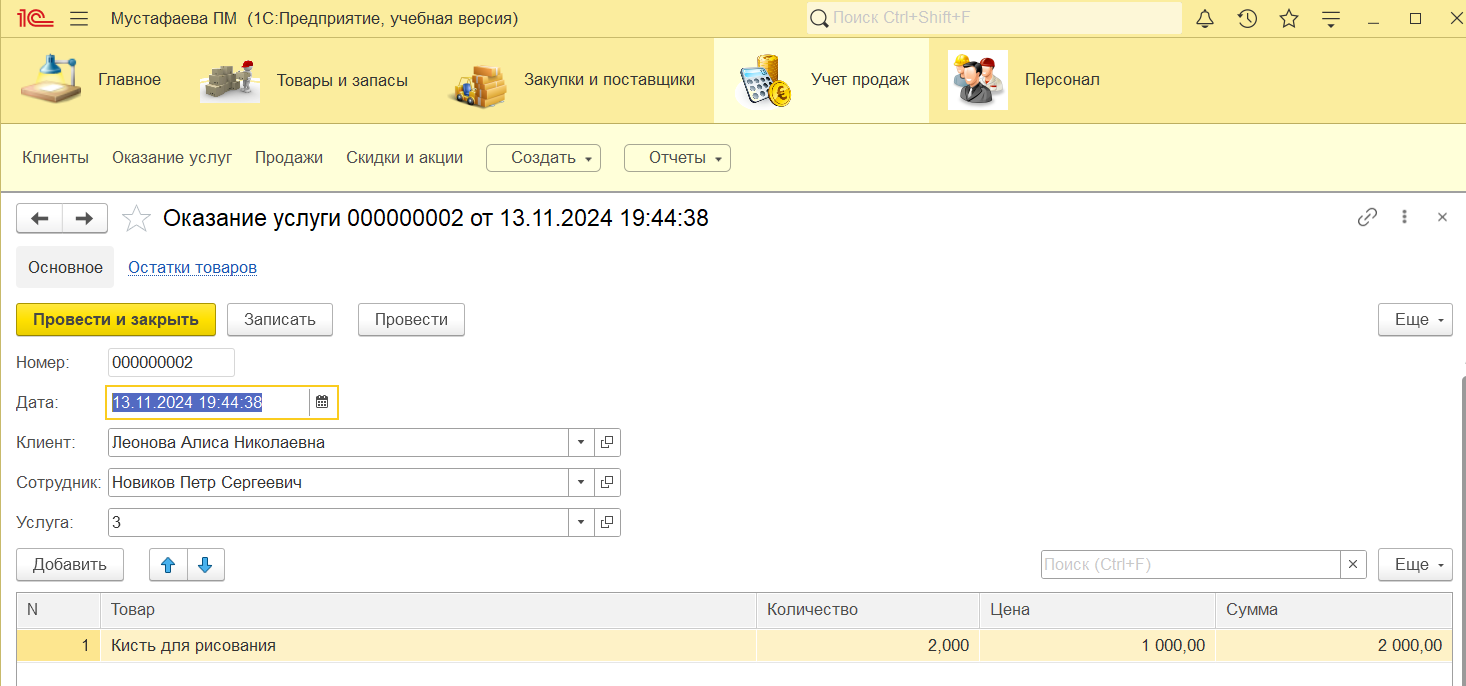 1С Мустафаева ПМ (1С:Предприятие, учебная версия) Поиск Ctrl+Shift+F
Главное Товары и запасы Закупки и поставщики Учет продаж Персонал
Клиенты Оказание услуг Продажи Скидки и акции Создать Отчеты
Оказание услуги 000000002 от 13.11.2024 19:44:38
Основное Остатки товаров
Провести и закрыть Записать Провести Еще
Номер: 000000002
Дата: 13.11.2024 19:44:38
Клиент: Леонова Алиса Николаевна
Сотрудник: Новиков Петр Сергеевич
Услуга: 3
Добавить Поиск (Ctrl+F) Еще
N Товар Количество Цена Сумма
1 Кисть для рисования 2,000 1 000,00 2 000,00